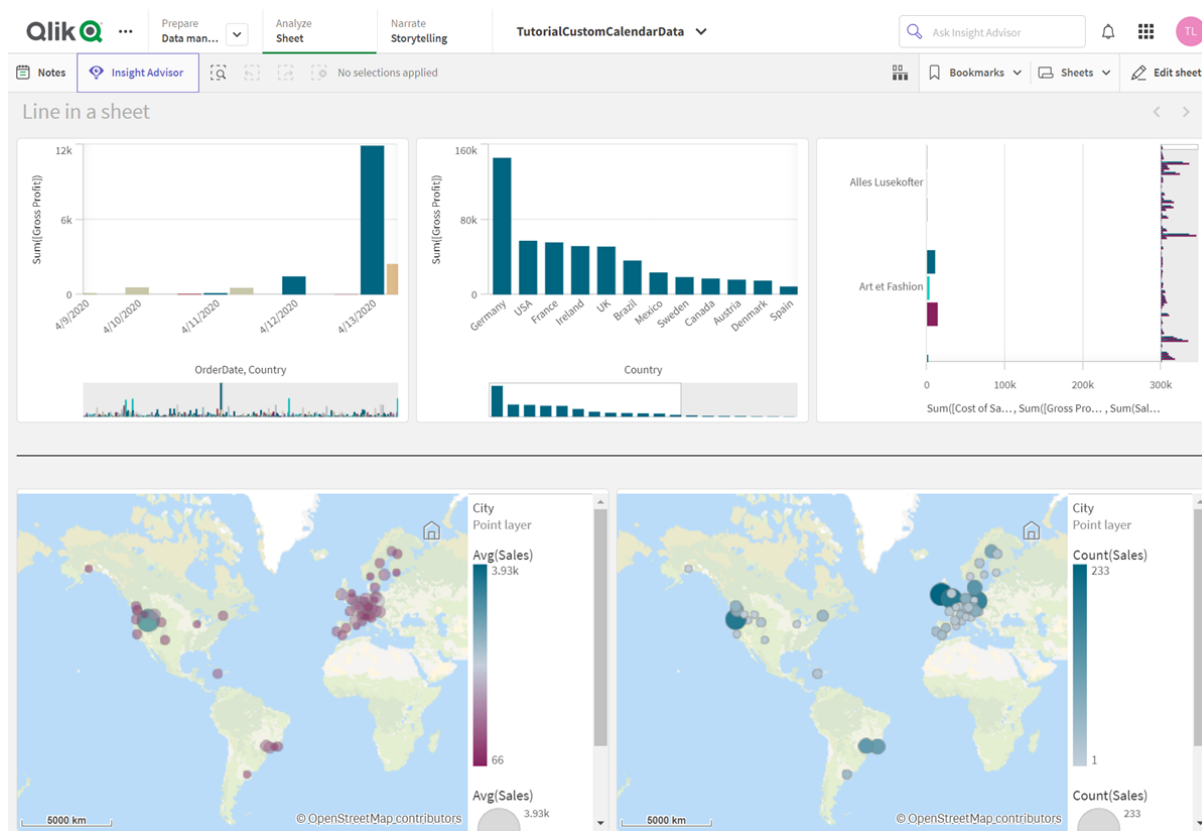 Qlik
Prepare
Data man...
Analyze
Sheet
Narrate
Storytelling
TutorialCustomCalendarData
Ask Insight Advisor
TL
Notes
Insight Advisor
No selections applied
Bookmarks
Sheets
Edit sheet
Line in a sheet
Sum([Gross Profit])
12k
6k
0
4/9/2020
4/10/2020
4/11/2020
4/12/2020
4/13/2020
OrderDate, Country
Sum([Gross Profit])
160k
80k
0
Germany
USA
France
Ireland
UK
Brazil
Mexico
Sweden
Canada
Austria
Denmark
Spain
Country
Alles Lusekofter
Art et Fashion
0
100k
200k
300k
Sum([Cost of Sa..., Sum([Gross Pro... , Sum(Sal...
City
Point layer
Avg(Sales)
3.93k
66
Avg(Sales)
3.93k
5000 km
© OpenStreetMap contributors
City
Point layer
Count(Sales)
233
1
Count(Sales)
233
5000 km
© OpenStreetMap contributors